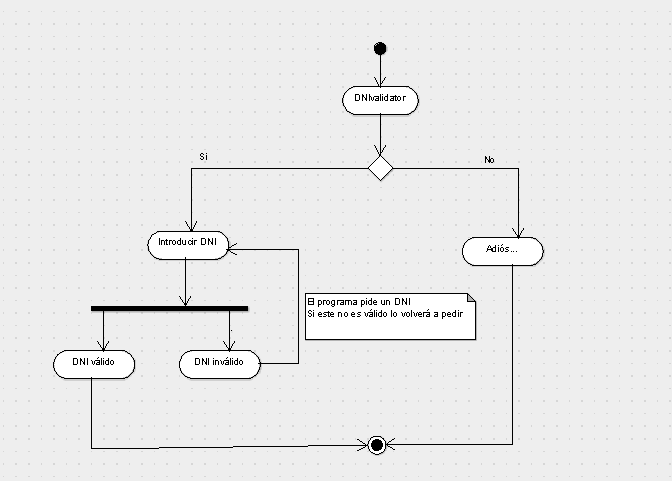 DNIvalidator
Si
No
Introducir DNI
Adiós...
El programa pide un DNI
Si este no es válido lo volverá a pedir
DNI válido
DNI inválido